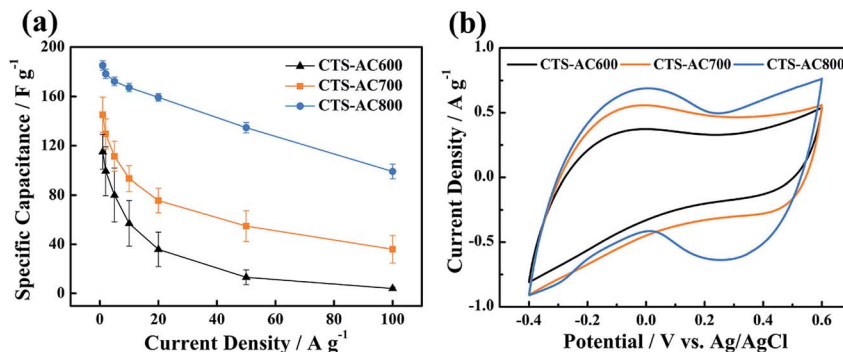 (a)
200
160
120
80
40
0
Specific Capacitance / F g⁻¹
CTS-AC600
CTS-AC700
CTS-AC800
0 20 40 60 80 100
Current Density / A g⁻¹
(b)
1.0
0.5
0.0
-0.5
-1.0
Current Density / A g⁻¹
CTS-AC600 CTS-AC700 CTS-AC800
-0.4 -0.2 0.0 0.2 0.4 0.6
Potential / V vs. Ag/AgCl